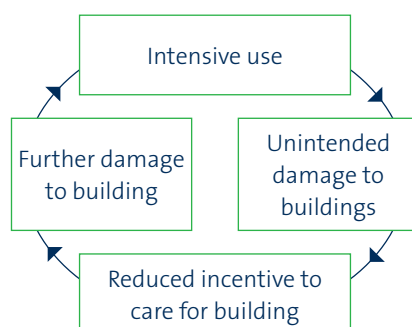 Intensive use
Unintended
damage to
buildings
Further damage
to building
Reduced incentive to
care for building